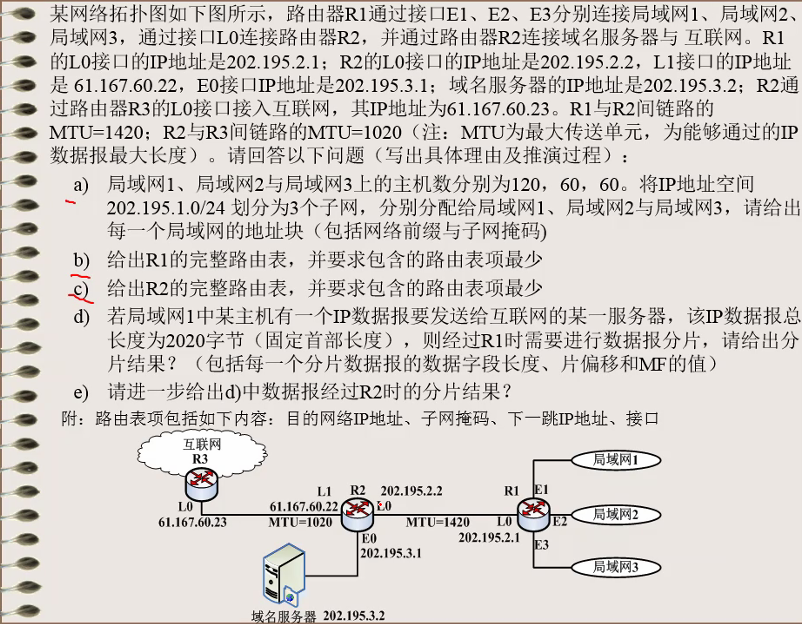 某网络拓扑图如下图所示，路由器R1通过接口E1、E2、E3分别连接局域网1、局域网2、
局域网3，通过接口L0连接路由器R2，并通过路由器R2连接域名服务器与 互联网。R1
的L0接口的IP地址是202.195.2.1；R2的L0接口的IP地址是202.195.2.2，L1接口的IP地址
是 61.167.60.22，E0接口IP地址是202.195.3.1；域名服务器的IP地址是202.195.3.2；R2通
过路由器R3的L0接口接入互联网，其IP地址为61.167.60.23。R1与R2间链路的
MTU=1420；R2与R3间链路的MTU=1020（注：MTU为最大传送单元，为能够通过的IP
数据报最大长度）。请回答以下问题（写出具体理由及推演过程）：
a) 局域网1、局域网2与局域网3上的主机数分别为120，60，60。将IP地址空间
202.195.1.0/24 划分为3个子网，分别分配给局域网1、局域网2与局域网3，请给出
每一个局域网的地址块（包括网络前缀与子网掩码)
b) 给出R1的完整路由表，并要求包含的路由表项最少
c) 给出R2的完整路由表，并要求包含的路由表项最少
d) 若局域网1中某主机有一个IP数据报要发送给互联网的某一服务器，该IP数据报总
长度为2020字节（固定首部长度），则经过R1时需要进行数据报分片，请给出分
片结果？（包括每一个分片数据报的数据字段长度、片偏移和MF的值）
e) 请进一步给出d)中数据报经过R2时的分片结果？
附：路由表项包括如下内容：目的网络IP地址、子网掩码、下一跳IP地址、接口
互联网
R3
L0
61.167.60.23
L1
61.167.60.22
MTU=1020
R2
202.195.2.2
L0
MTU=1420
E0
202.195.3.1
R1
L0
202.195.2.1
E1
E2
E3
局域网1
局域网2
局域网3
域名服务器 202.195.3.2